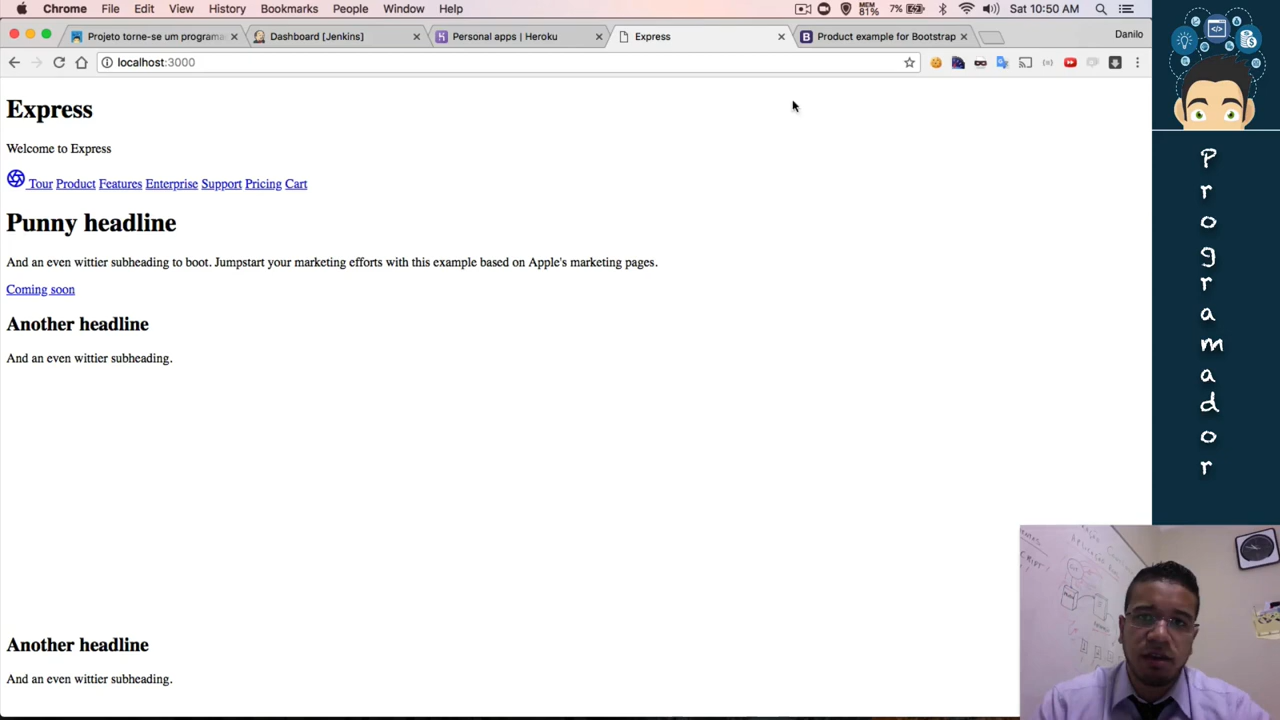 Chrome File Edit View History Bookmarks People Window Help MEM 81% 7% Sat 10:50 AM
Projeto torne-se um programa Dashboard [Jenkins] Personal apps | Heroku Express Product example for Bootstrap Danilo
localhost:3000
Express
Welcome to Express
Tour Product Features Enterprise Support Pricing Cart
Punny headline
And an even wittier subheading to boot. Jumpstart your marketing efforts with this example based on Apple's marketing pages.
Coming soon
Another headline
And an even wittier subheading.
Another headline
And an even wittier subheading.
Programador